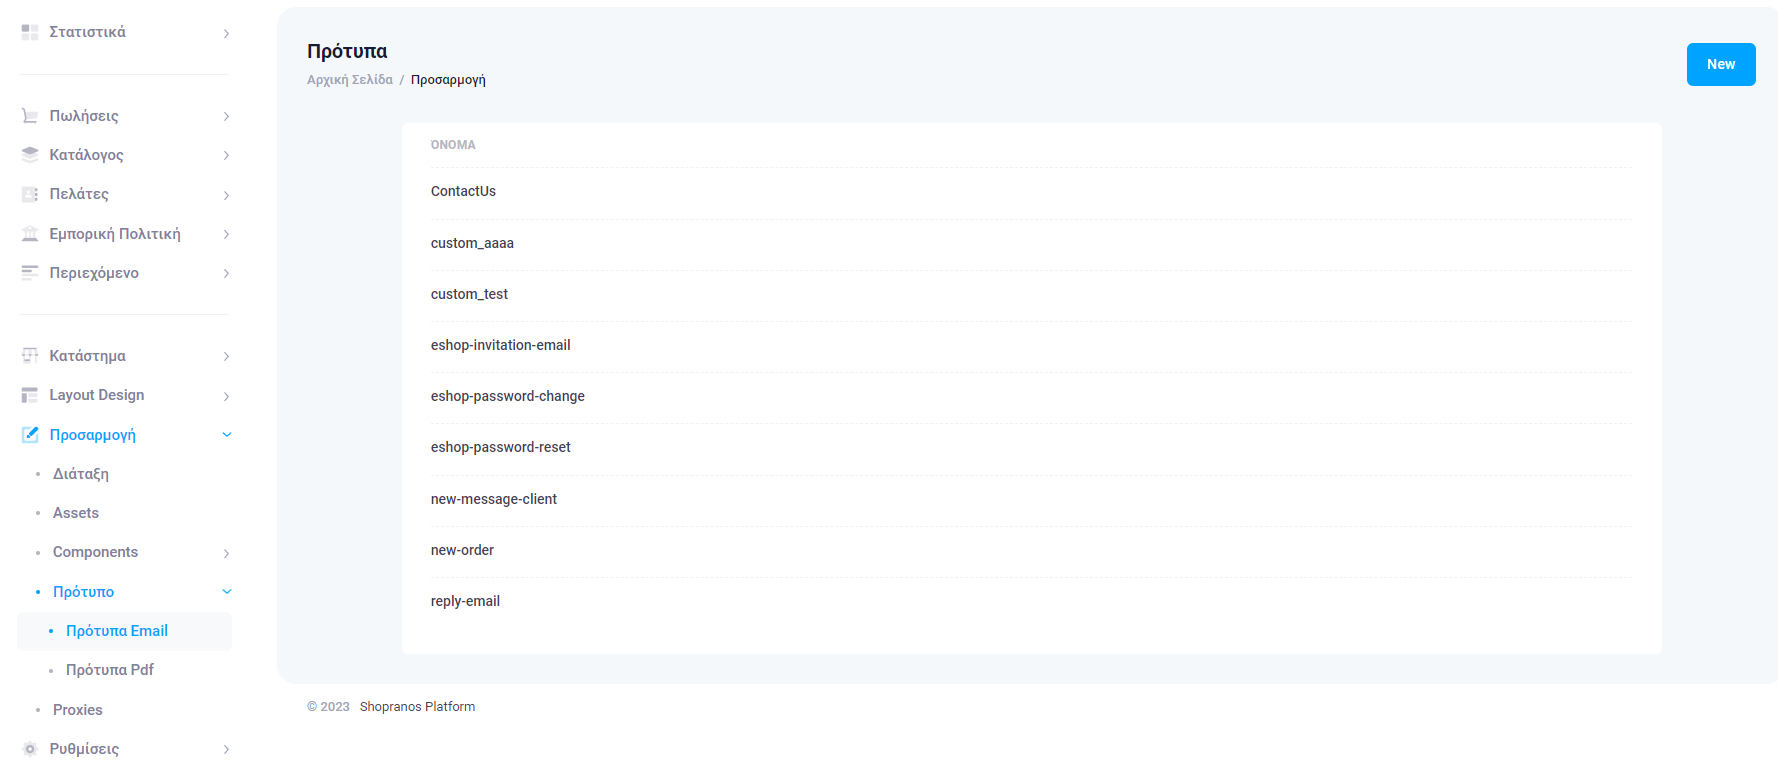 Στατιστικά
Πωλήσεις
Κατάλογος
Πελάτες
Εμπορική Πολιτική
Περιεχόμενο
Κατάστημα
Layout Design
Προσαρμογή
Διάταξη
Assets
Components
Πρότυπο
Πρότυπα Email
Πρότυπα Pdf
Proxies
Ρυθμίσεις
Πρότυπα
Αρχική Σελίδα / Προσαρμογή
New
ΌΝΟΜΑ
ContactUs
custom_aaaa
custom_test
eshop-invitation-email
eshop-password-change
eshop-password-reset
new-message-client
new-order
reply-email
© 2023 Shopranos Platform